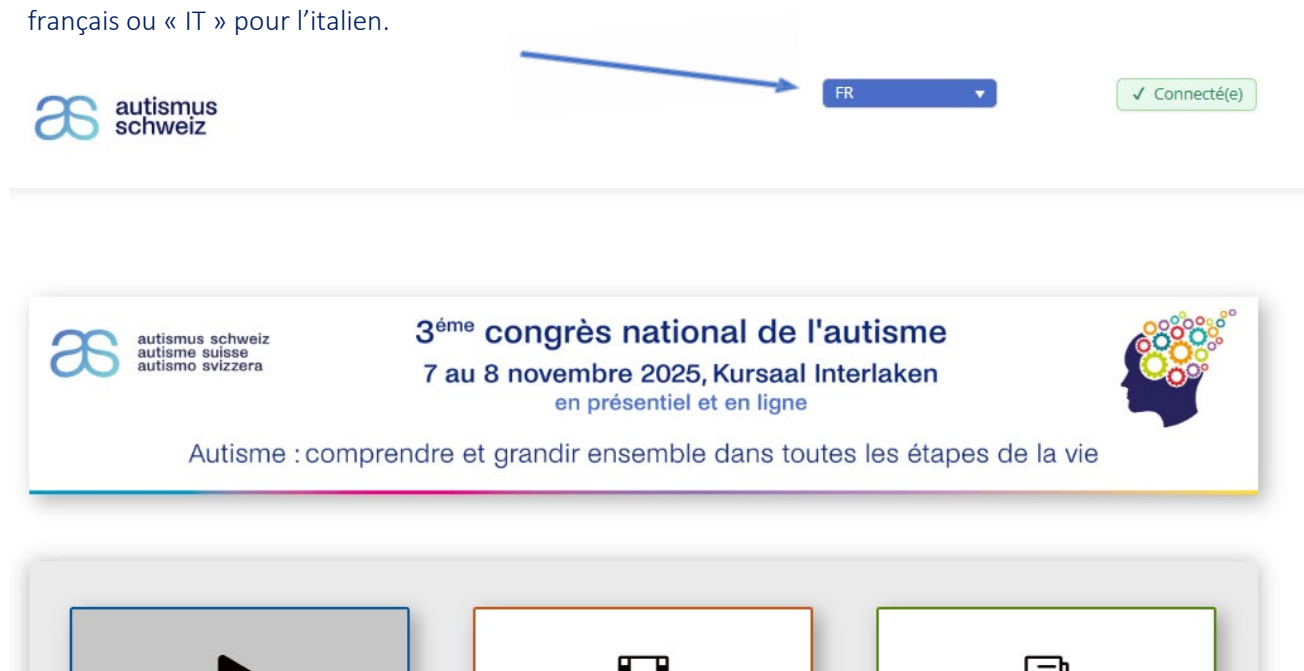 français ou « IT » pour l’italien.
autismus
schweiz
FR
✓ Connecté(e)
autismus schweiz
autisme suisse
autismo svizzera
3éme congrès national de l'autisme
7 au 8 novembre 2025, Kursaal Interlaken
en présentiel et en ligne
Autisme : comprendre et grandir ensemble dans toutes les étapes de la vie